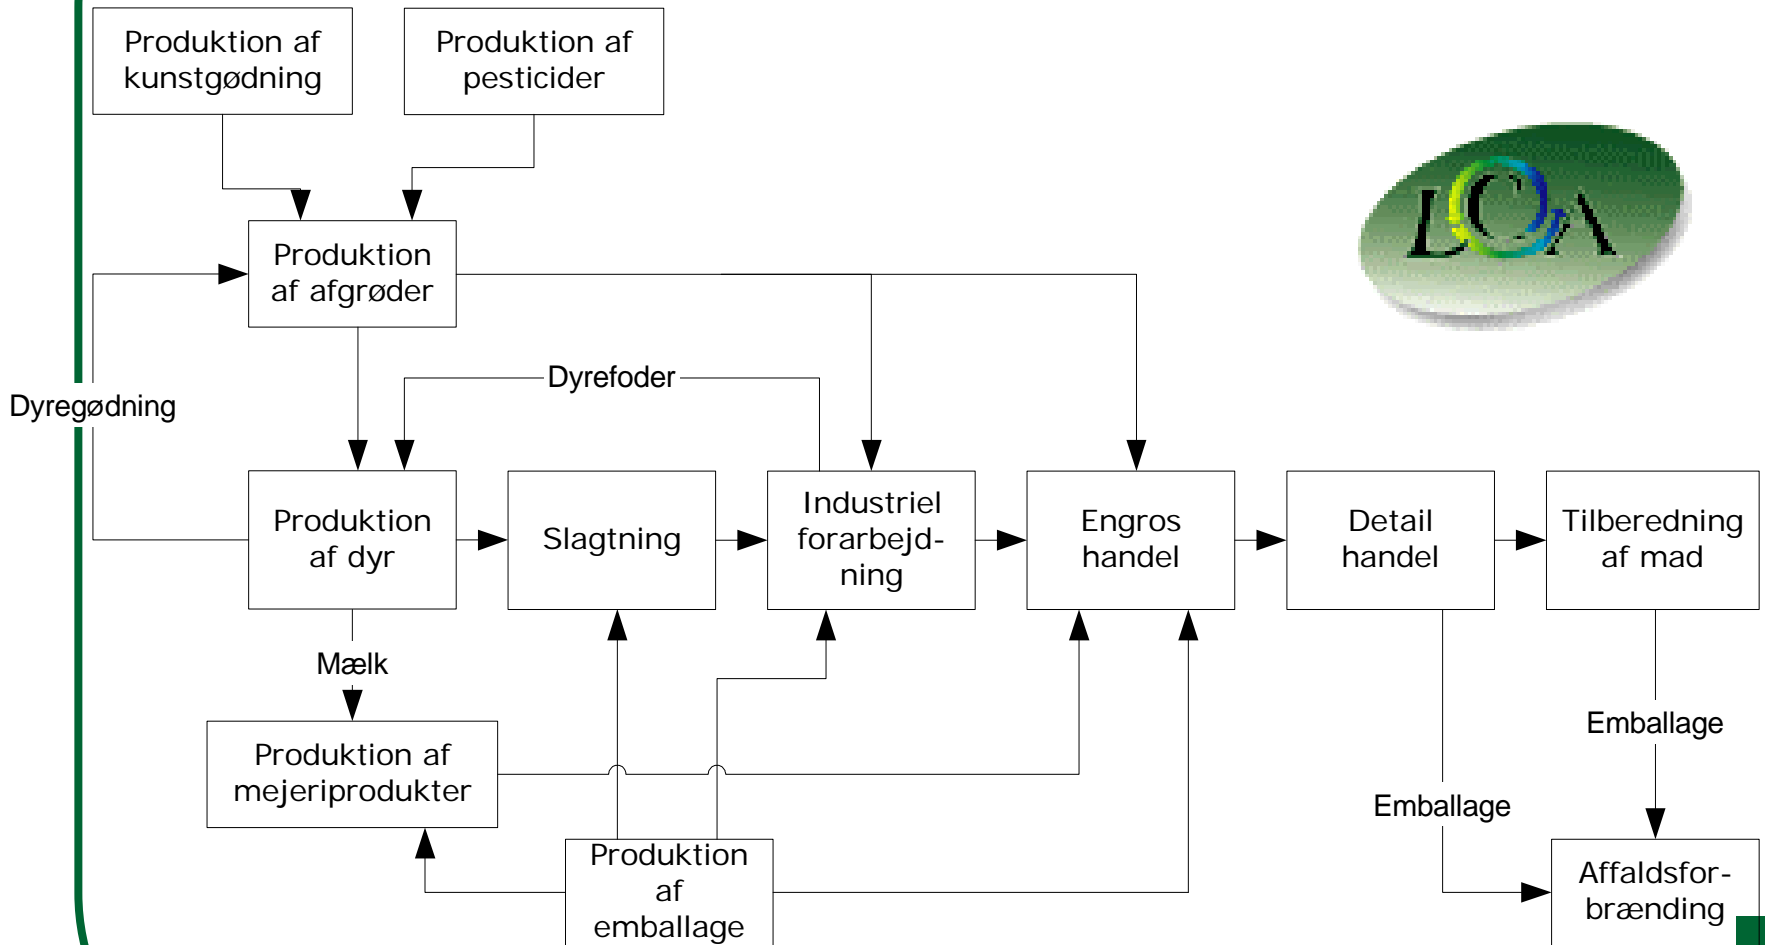 Produktion af
kunstgødning
Produktion af
pesticider
LCA
Produktion
af afgrøder
Dyrefoder
Dyregødning
Produktion
af dyr
Slagtning
Industriel
forarbejd-
ning
Engros
handel
Detail
handel
Tilberedning
af mad
Mælk
Produktion af
mejeriprodukter
Emballage
Emballage
Produktion
af
emballage
Affaldsfor-
brænding